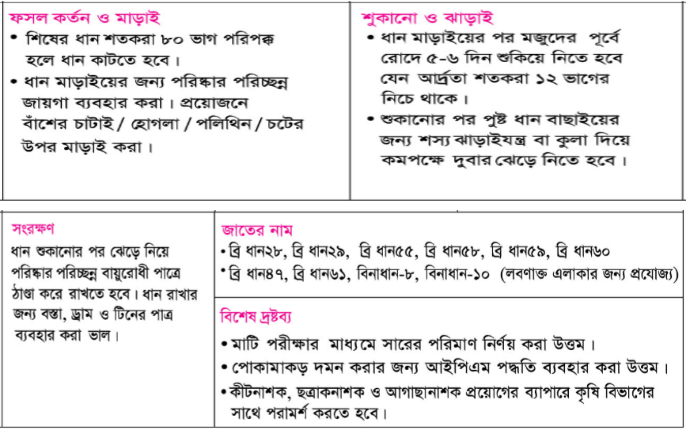 ফসল কর্তন ও মাড়াই
• শিষের ধান শতকরা ৮০ ভাগ পরিপক্ক
হলে ধান কাটতে হবে।
• ধান মাড়াইয়ের জন্য পরিষ্কার পরিচ্ছন্ন
জায়গা ব্যবহার করা। প্রয়োজনে
বাঁশের চাটাই / হোগলা / পলিথিন / চটের
উপর মাড়াই করা।
শুকানো ও ঝাড়াই
• ধান মাড়াইয়ের পর মজুদের পূর্বে
রোদে ৫-৬ দিন শুকিয়ে নিতে হবে
যেন আর্দ্রতা শতকরা ১২ ভাগের
নিচে থাকে।
• শুকানোর পর পুষ্ট ধান বাছাইয়ের
জন্য শস্য ঝাড়াইযন্ত্র বা কুলা দিয়ে
কমপক্ষে দুবার ঝেড়ে নিতে হবে।
সংরক্ষণ
ধান শুকানোর পর ঝেড়ে নিয়ে
পরিষ্কার পরিচ্ছন্ন বায়ুরোধী পাত্রে
ঠাণ্ডা করে রাখতে হবে। ধান রাখার
জন্য বস্তা, ড্রাম ও টিনের পাত্র
ব্যবহার করা ভাল।
জাতের নাম
• ব্রি ধান২৮, ব্রি ধান২৯, ব্রি ধান৫৫, ব্রি ধান৫৮, ব্রি ধান৫৯, ব্রি ধান৬০
• ব্রি ধান৪৭, ব্রি ধান৬১, বিনাধান-৮, বিনাধান-১০ (লবণাক্ত এলাকার জন্য প্রযোজ্য)
বিশেষ দ্রষ্টব্য
• মাটি পরীক্ষার মাধ্যমে সারের পরিমাণ নির্ণয় করা উত্তম।
• পোকামাকড় দমন করার জন্য আইপিএম পদ্ধতি ব্যবহার করা উত্তম।
• কীটনাশক, ছত্রাকনাশক ও আগাছানাশক প্রয়োগের ব্যাপারে কৃষি বিভাগের
সাথে পরামর্শ করতে হবে।